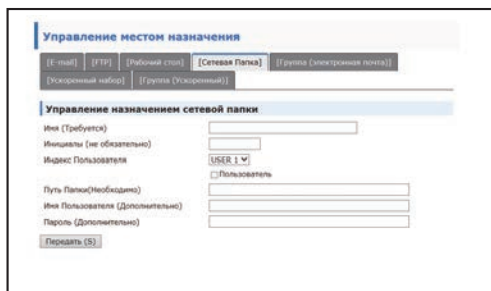 Управление местом назначения
[E-mail] [FTP] [Рабочий стол] [Сетевая Папка] [Группа (электронная почта)]
[Ускоренный набор] [Группа (Ускоренный)]
Управление назначением сетевой папки
Имя (Требуется)
Инициалы (не обязательно)
Индекс Пользователя USER 1
Пользователь
Путь Папки(Необходимо)
Имя Пользователя (Дополнительно)
Пароль (Дополнительно)
Передать (S)